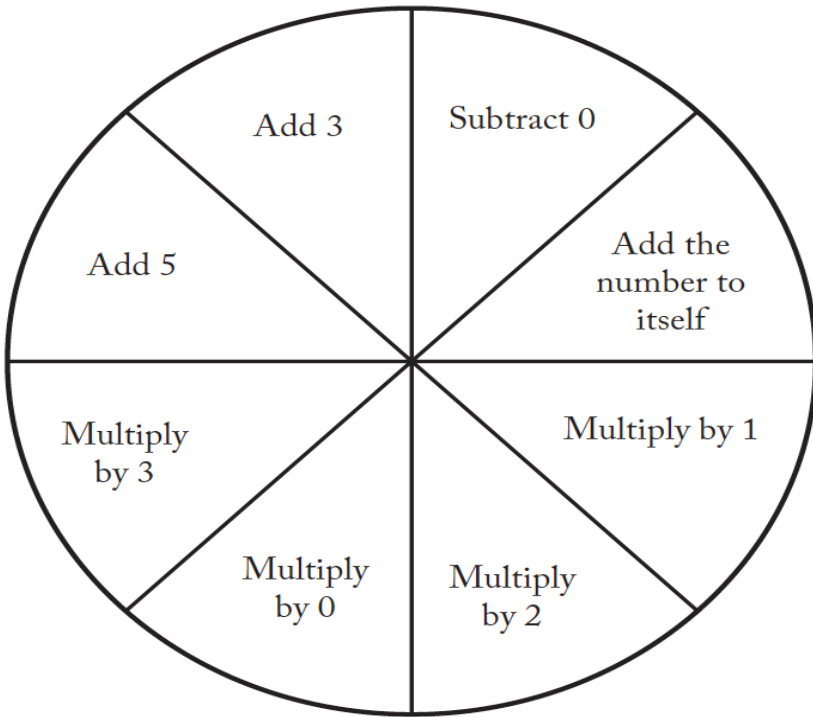 Add 3
Subtract 0
Add 5
Add the
number to
itself
Multiply
by 3
Multiply by 1
Multiply
by 0
Multiply
by 2